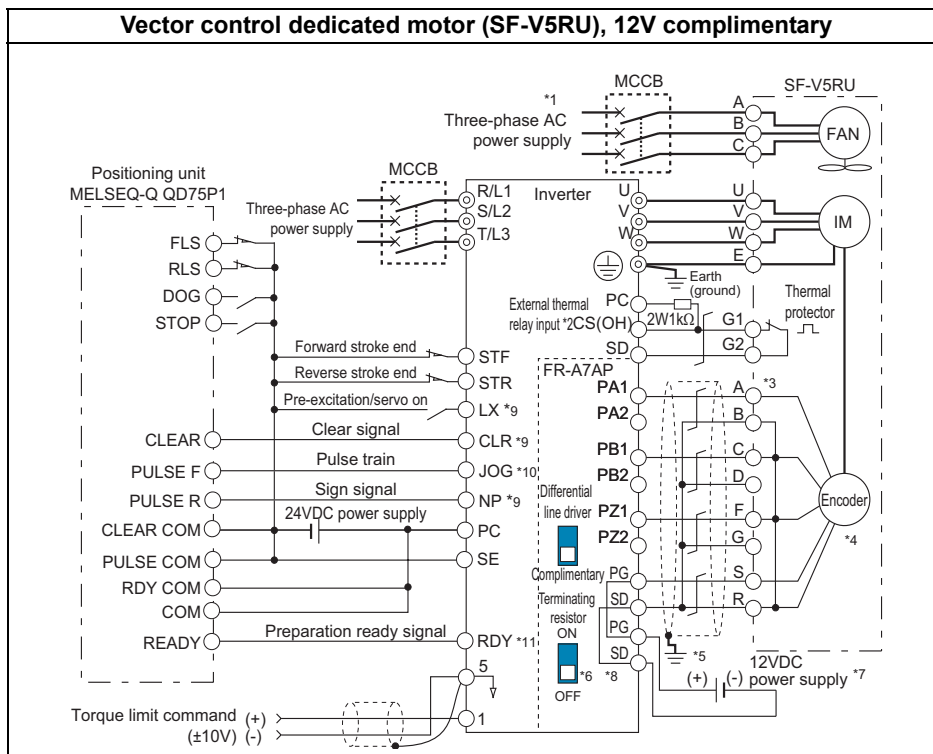 Vector control dedicated motor (SF-V5RU), 12V complimentary
MCCB
SF-V5RU
*1
Three-phase AC
power supply
A
B
C
FAN
Positioning unit
MELSEQ-Q QD75P1
MCCB
Three-phase AC
power supply
R/L1
S/L2
T/L3
Inverter
U
V
W
U
V
W
E
IM
Earth
(ground)
FLS
RLS
DOG
STOP
External thermal
relay input *2
PC
CS(OH)
SD
2W1kΩ
G1
G2
Thermal
protector
Forward stroke end
STF
Reverse stroke end
STR
Pre-excitation/servo on
LX *9
FR-A7AP
PA1
PA2
PB1
PB2
PZ1
PZ2
PG
SD
PG
SD
A *3
B
C
D
F
G
S
R
Encoder
*4
CLEAR
Clear signal
CLR *9
PULSE F
Pulse train
JOG *10
PULSE R
Sign signal
NP *9
CLEAR COM
24VDC power supply
PC
PULSE COM
SE
RDY COM
COM
READY
Preparation ready signal
RDY *11
Differential
line driver
Complimentary
Terminating
resistor
ON
*6
OFF
*8
*5
12VDC
power supply *7
(+)
(-)
5
1
Torque limit command (+)
(±10V) (-)